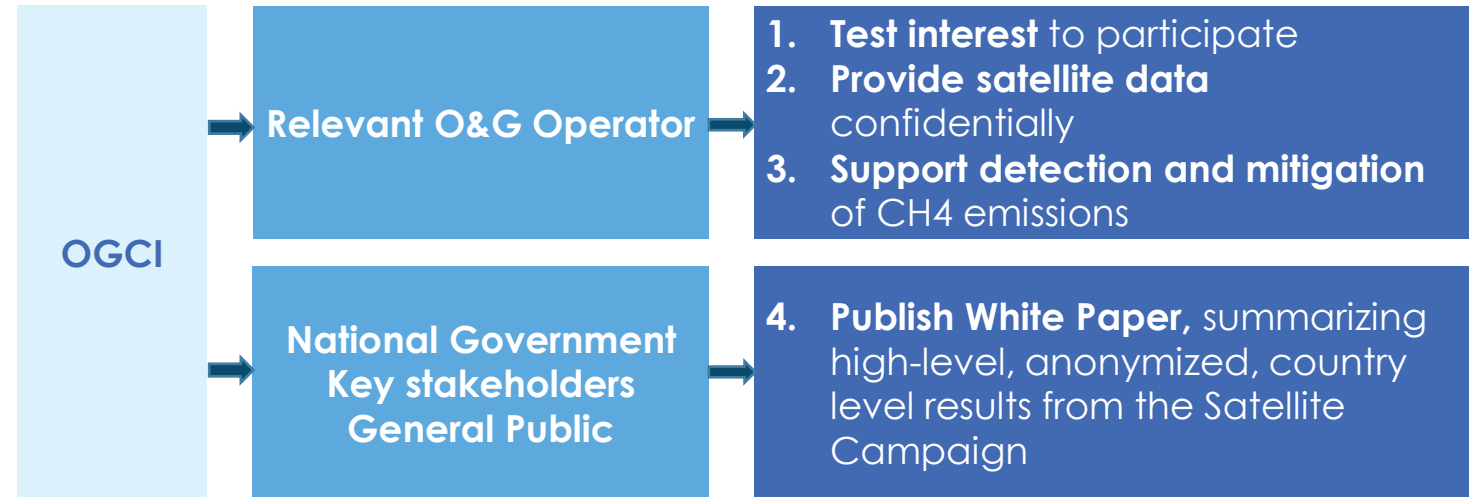 OGCI
Relevant O&G Operator
1. Test interest to participate
2. Provide satellite data
confidentially
3. Support detection and mitigation
of CH4 emissions
National Government
Key stakeholders
General Public
4. Publish White Paper, summarizing
high-level, anonymized, country
level results from the Satellite
Campaign